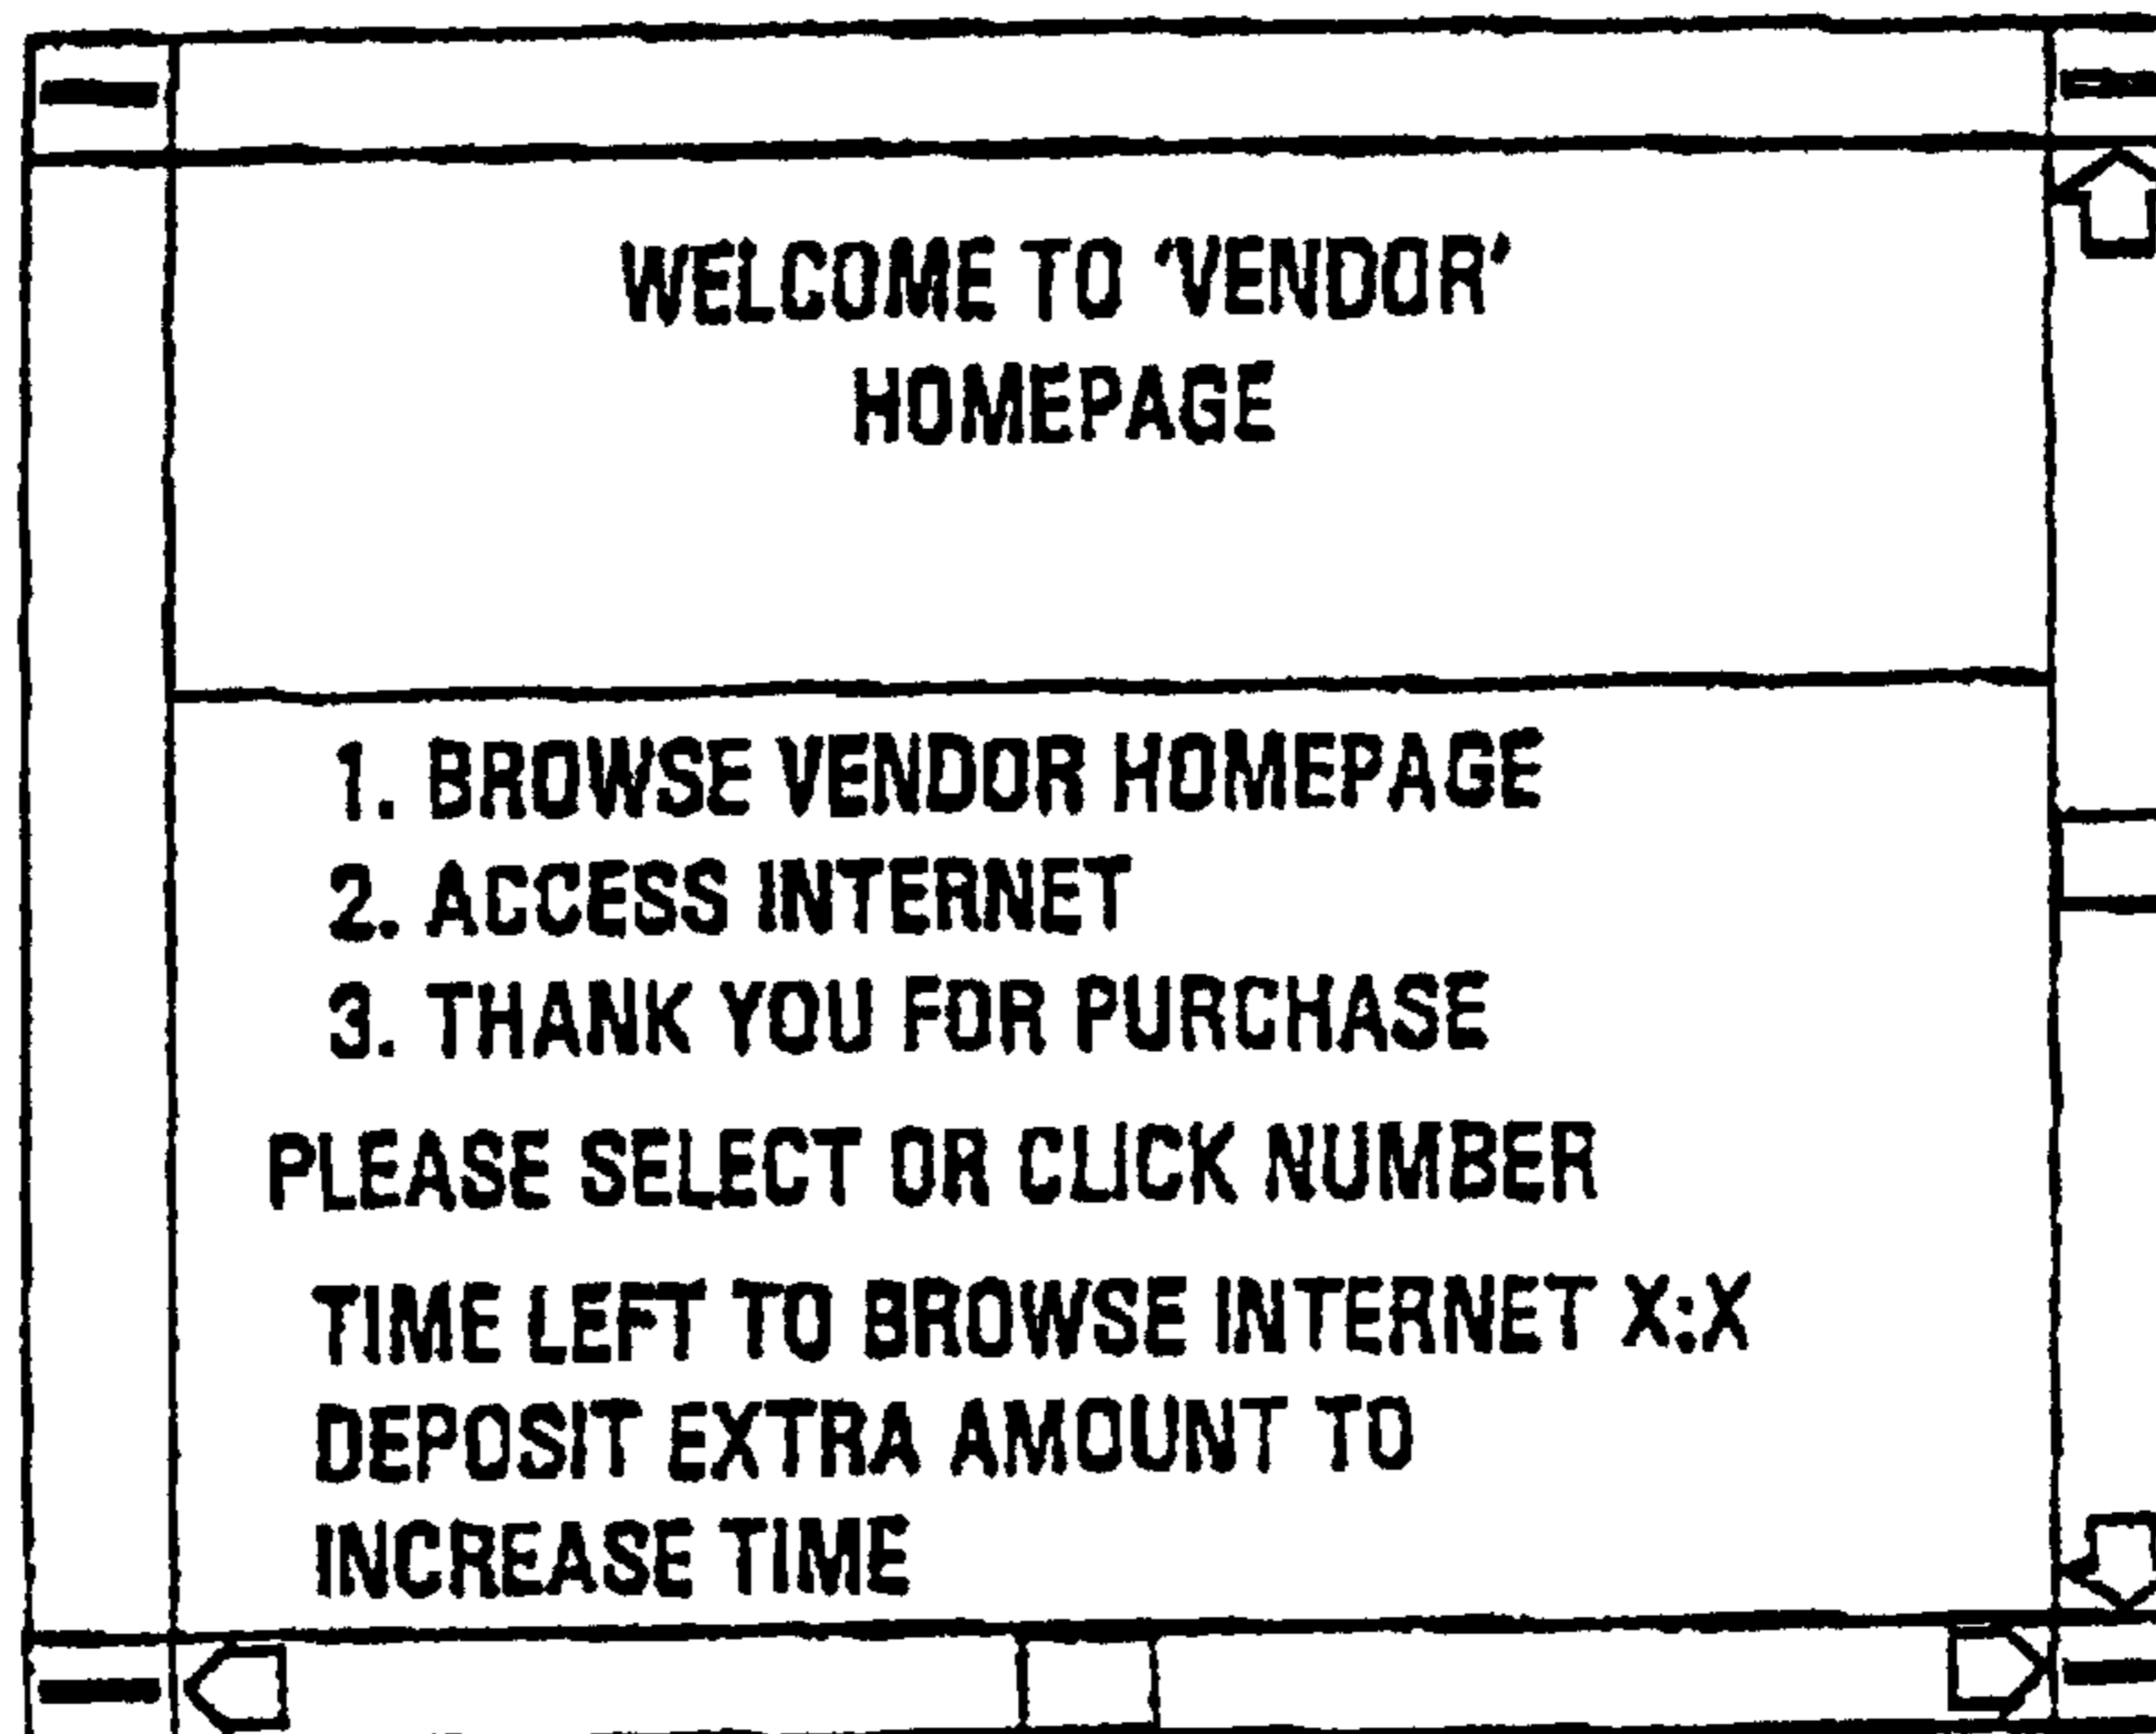 WELCOME TO 'VENDOR'
HOMEPAGE
1. BROWSE VENDOR HOMEPAGE
2. ACCESS INTERNET
3. THANK YOU FOR PURCHASE
PLEASE SELECT OR CLICK NUMBER
TIME LEFT TO BROWSE INTERNET X:X
DEPOSIT EXTRA AMOUNT TO
INCREASE TIME